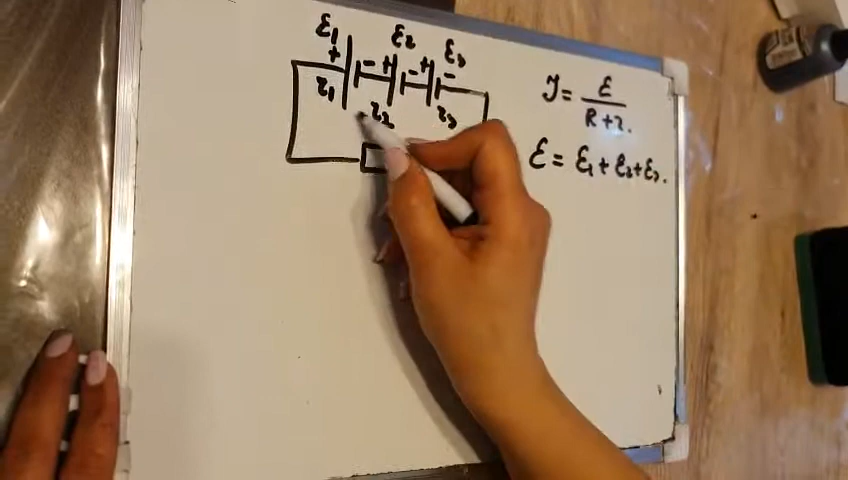 ε₁ ε₂ ε₃
+ - + - + -
r₁ r₂ r₃
J = ε / (R + r).
ε = ε₁ + ε₂ + ε₃.